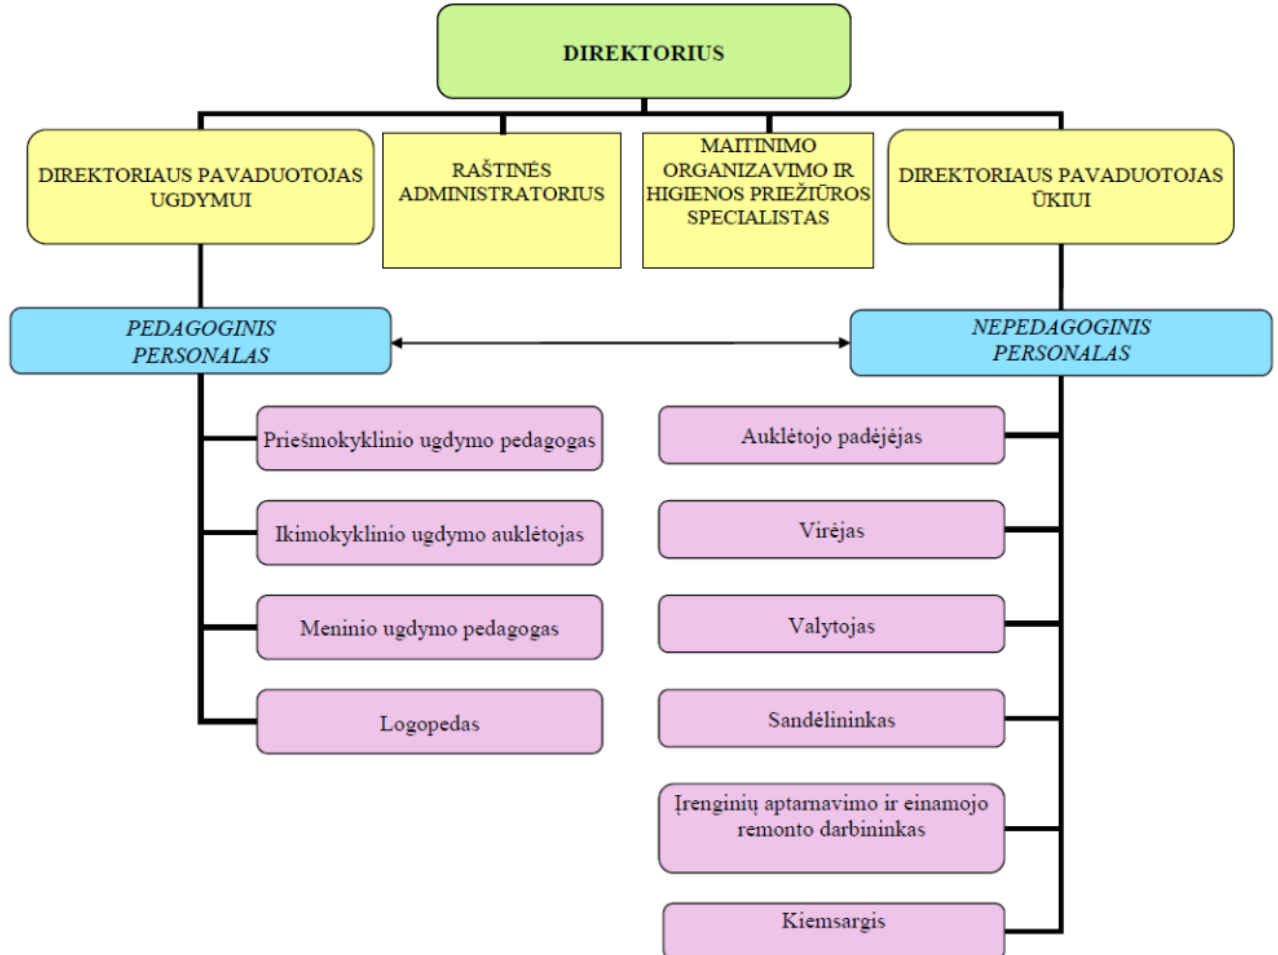 DIREKTORIUS
DIREKTORIAUS PAVADUOTOJAS
UGDYMUI
RAŠTINĖS
ADMINISTRATORIUS
MAITINIMO
ORGANIZAVIMO IR
HIGIENOS PRIEŽIŪROS
SPECIALISTAS
DIREKTORIAUS PAVADUOTOJAS
ŪKIUI
PEDAGOGINIS
PERSONALAS
NEPEDAGOGINIS
PERSONALAS
Priešmokyklinio ugdymo pedagogas
Ikimokyklinio ugdymo auklėtojas
Meninio ugdymo pedagogas
Logopedas
Auklėtojo padėjėjas
Virėjas
Valytojas
Sandėlininkas
Įrenginių aptarnavimo ir einamojo
remonto darbininkas
Kiemsargis